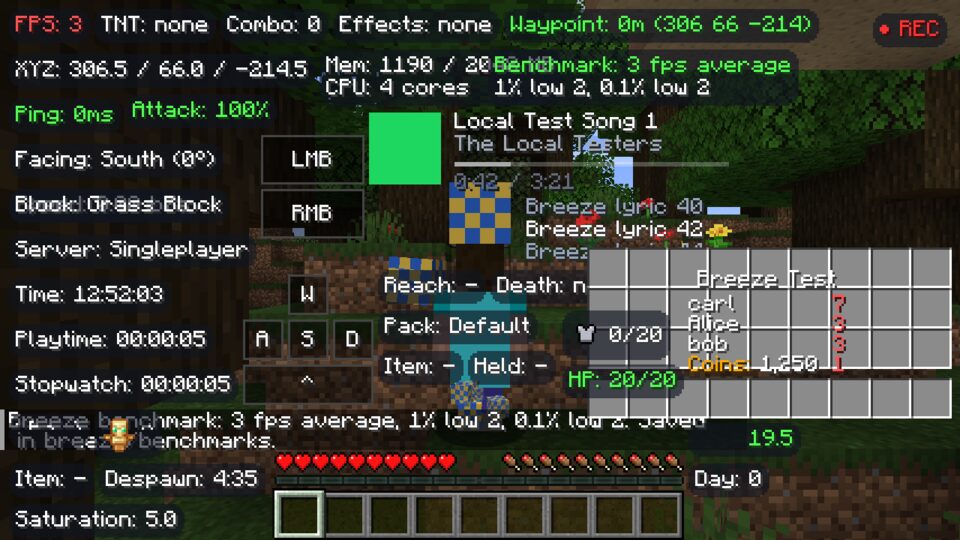 FPS: 3 TNT: none Combo: 0 Effects: none Waypoint: 0m (306 66 -214) REC
XYZ: 306.5 / 66.0 / -214.5 Mem: 1190 / 20 Benchmark: 3 fps average
CPU: 4 cores 1% low 2, 0.1% low 2
Ping: 0ms Attack: 100%
Local Test Song 1
The Local Testers
0:42 / 3:21
Facing: South (0°) LMB
Block: Grass Block RMB
Breeze lyric 40
Breeze lyric 42
Breeze
Server: Singleplayer
Time: 12:52:03 W
Reach: - Death: n
Playtime: 00:00:05 A S D
Pack: Default 0/20
Stopwatch: 00:00:05 ^
Item: - Held: -
HP: 20/20
Breeze Test
carl 7
Alice 3
bob 3
Coins: 1,250 1
Breeze benchmark: 3 fps average, 1% low 2, 0.1% low 2. Saved
in breeze benchmarks.
19.5
Item: - Despawn: 4:35 Day: 0
Saturation: 5.0